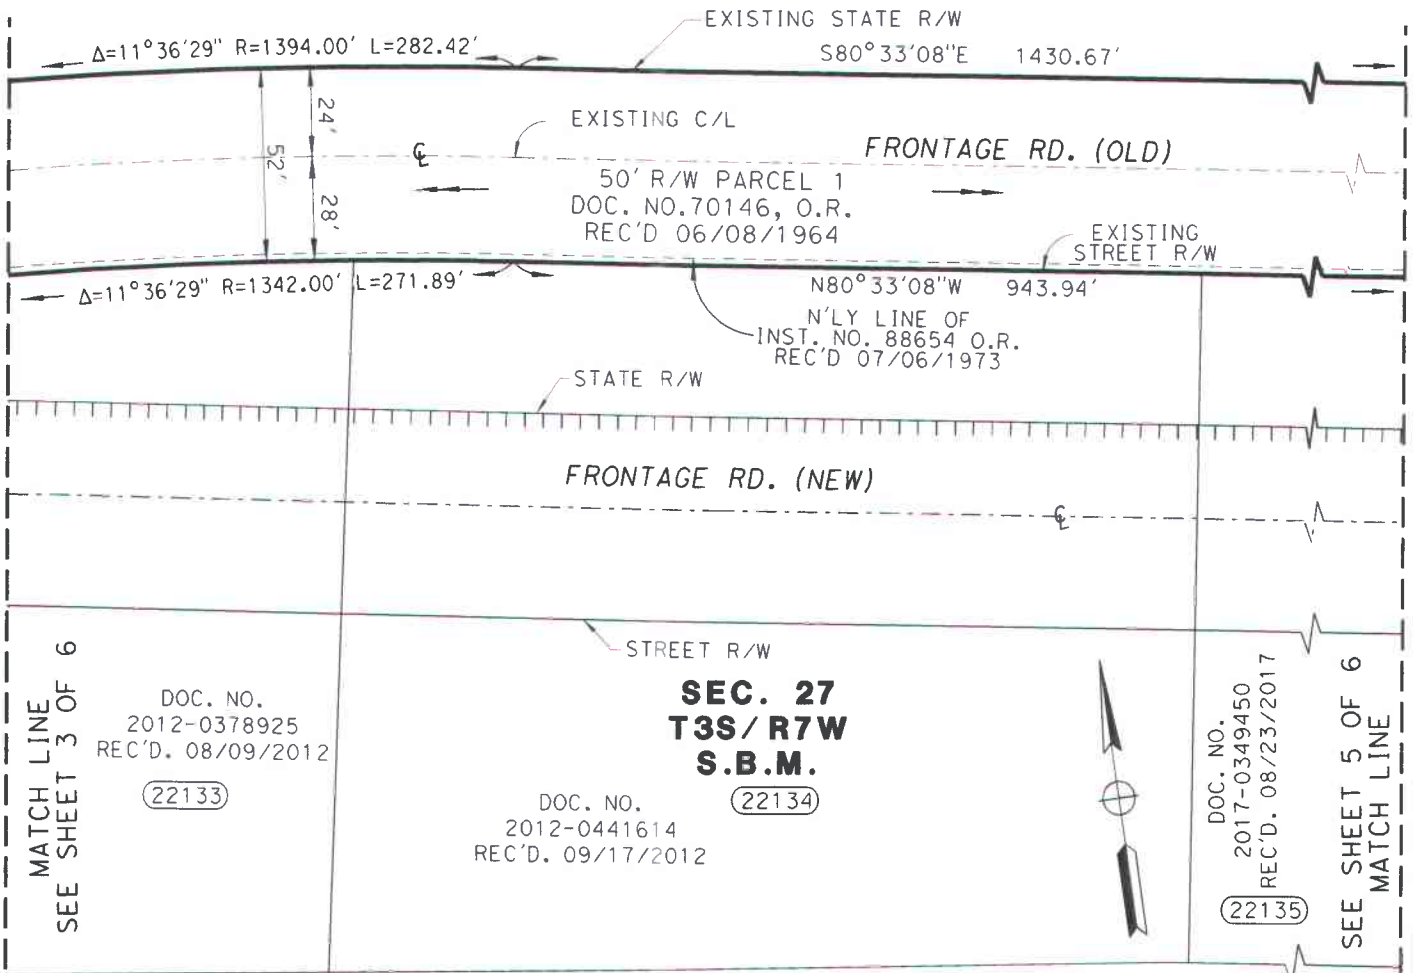 EXISTING STATE R/W
Δ=11°36'29" R=1394.00' L=282.42'
S80°33'08"E 1430.67'
24'
52'
28'
EXISTING C/L
℄
FRONTAGE RD. (OLD)
50' R/W PARCEL 1
DOC. NO.70146, O.R.
REC'D 06/08/1964
EXISTING
STREET R/W
Δ=11°36'29" R=1342.00' L=271.89'
N80°33'08"W 943.94'
N'LY LINE OF
INST. NO. 88654 O.R.
REC'D 07/06/1973
STATE R/W
FRONTAGE RD. (NEW)
℄
STREET R/W
MATCH LINE
SEE SHEET 3 OF 6
DOC. NO.
2012-0378925
REC'D. 08/09/2012
22133
SEC. 27
T3S/R7W
S.B.M.
22134
DOC. NO.
2012-0441614
REC'D. 09/17/2012
DOC. NO.
2017-0349450
REC'D. 08/23/2017
22135
SEE SHEET 5 OF 6
MATCH LINE